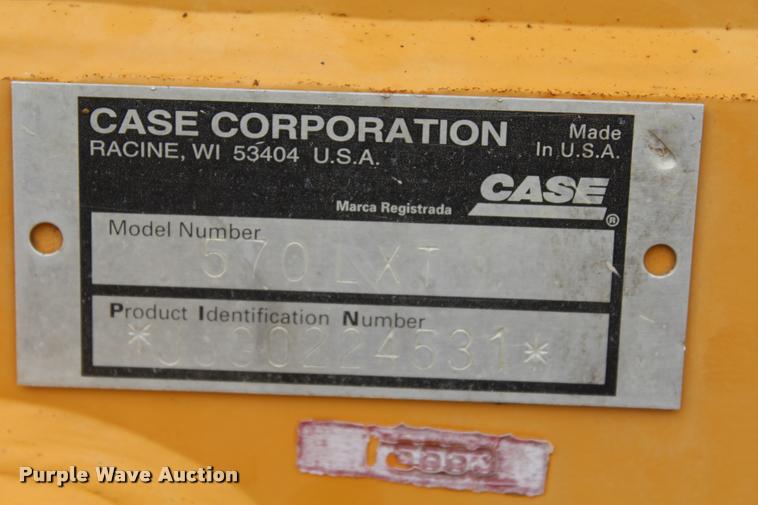 CASE CORPORATION
Made
In U.S.A.
RACINE, WI 53404 U.S.A.
CASE
®
Marca Registrada
Model Number
570LXT
Product Identification Number
*JJG0224531*
Purple Wave Auction